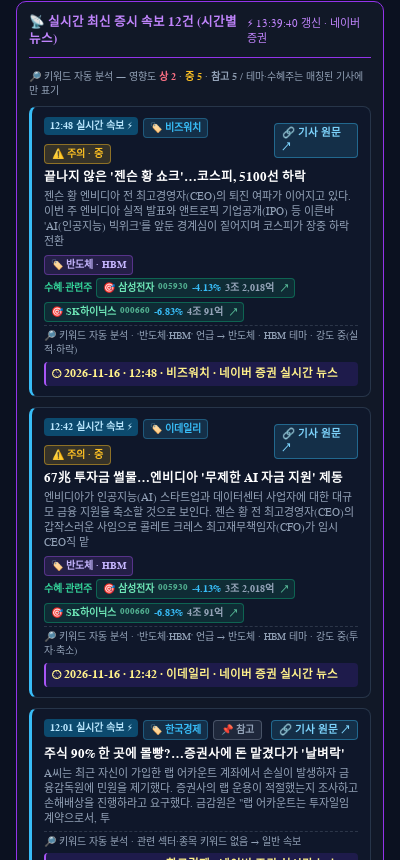 📡 실시간 최신 증시 속보 12건 (시간별 뉴스)
⚡ 13:39:40 갱신 · 네이버 증권
🔎 키워드 자동 분석 — 영향도 상 2 · 중 5 · 참고 5 / 테마·수혜주는 매칭된 기사에
만 표기
12:48 실시간 속보 ⚡ 🏷️ 비즈워치 🔗 기사 원문 ↗
⚠️ 주의 · 중
끝나지 않은 '젠슨 황 쇼크'…코스피, 5100선 하락
젠슨 황 엔비디아 전 최고경영자(CEO)의 퇴진 여파가 이어지고 있다.
이번 주 엔비디아 실적 발표와 앤트로픽 기업공개(IPO) 등 이른바
'AI(인공지능) 빅위크'를 앞둔 경계심이 짙어지며 코스피가 장중 하락
전환
🏷️ 반도체 · HBM
수혜·관련주 🎯 삼성전자 005930 -4.13% 3조 2,018억 ↗
🎯 SK하이닉스 000660 -6.83% 4조 91억 ↗
🔎 키워드 자동 분석 · '반도체·HBM' 언급 → 반도체 · HBM 테마 · 강도 중(실
적·하락)
2026-11-16 · 12:48 · 비즈워치 · 네이버 증권 실시간 뉴스
12:42 실시간 속보 ⚡ 🏷️ 이데일리 🔗 기사 원문 ↗
⚠️ 주의 · 중
67兆 투자금 썰물…엔비디아 '무제한 AI 자금 지원' 제동
엔비디아가 인공지능(AI) 스타트업과 데이터센터 사업자에 대한 대규
모 금융 지원을 축소할 것으로 보인다. 젠슨 황 전 최고경영자(CEO)의
갑작스러운 사임으로 콜레트 크레스 최고재무책임자(CFO)가 임시
CEO직 맡
🏷️ 반도체 · HBM
수혜·관련주 🎯 삼성전자 005930 -4.13% 3조 2,018억 ↗
🎯 SK하이닉스 000660 -6.83% 4조 91억 ↗
🔎 키워드 자동 분석 · '반도체·HBM' 언급 → 반도체 · HBM 테마 · 강도 중(투
자·축소)
2026-11-16 · 12:42 · 이데일리 · 네이버 증권 실시간 뉴스
12:01 실시간 속보 ⚡ 🏷️ 한국경제 📌 참고 🔗 기사 원문 ↗
주식 90% 한 곳에 몰빵?…증권사에 돈 맡겼다가 '날벼락'
A씨는 최근 자신이 가입한 랩 어카운트 계좌에서 손실이 발생하자 금
융감독원에 민원을 제기했다. 증권사의 랩 운용이 적절했는지 조사하고
손해배상을 진행하라고 요구했다. 금감원은 "랩 어카운트는 투자일임
계약으로서, 투
🔎 키워드 자동 분석 · 관련 섹터·종목 키워드 없음 → 일반 속보